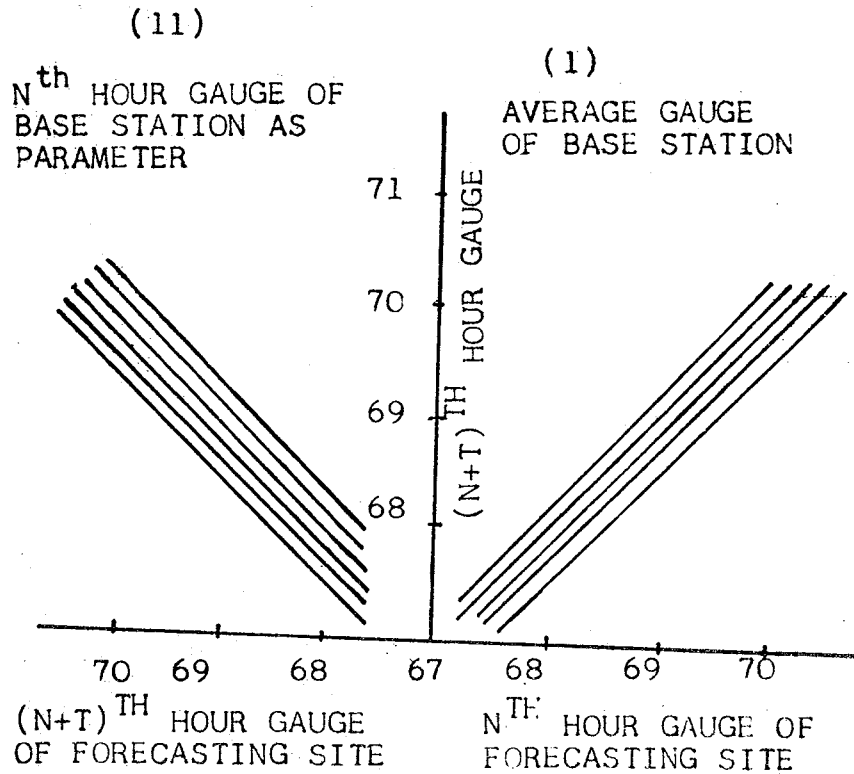 (11)
N^th HOUR GAUGE OF
BASE STATION AS
PARAMETER
(1)
AVERAGE GAUGE
OF BASE STATION
71
70
69
68
(N+T)^TH HOUR GAUGE
70 69 68 67 68 69 70
(N+T)^TH HOUR GAUGE
OF FORECASTING SITE
N^TH HOUR GAUGE OF
FORECASTING SITE